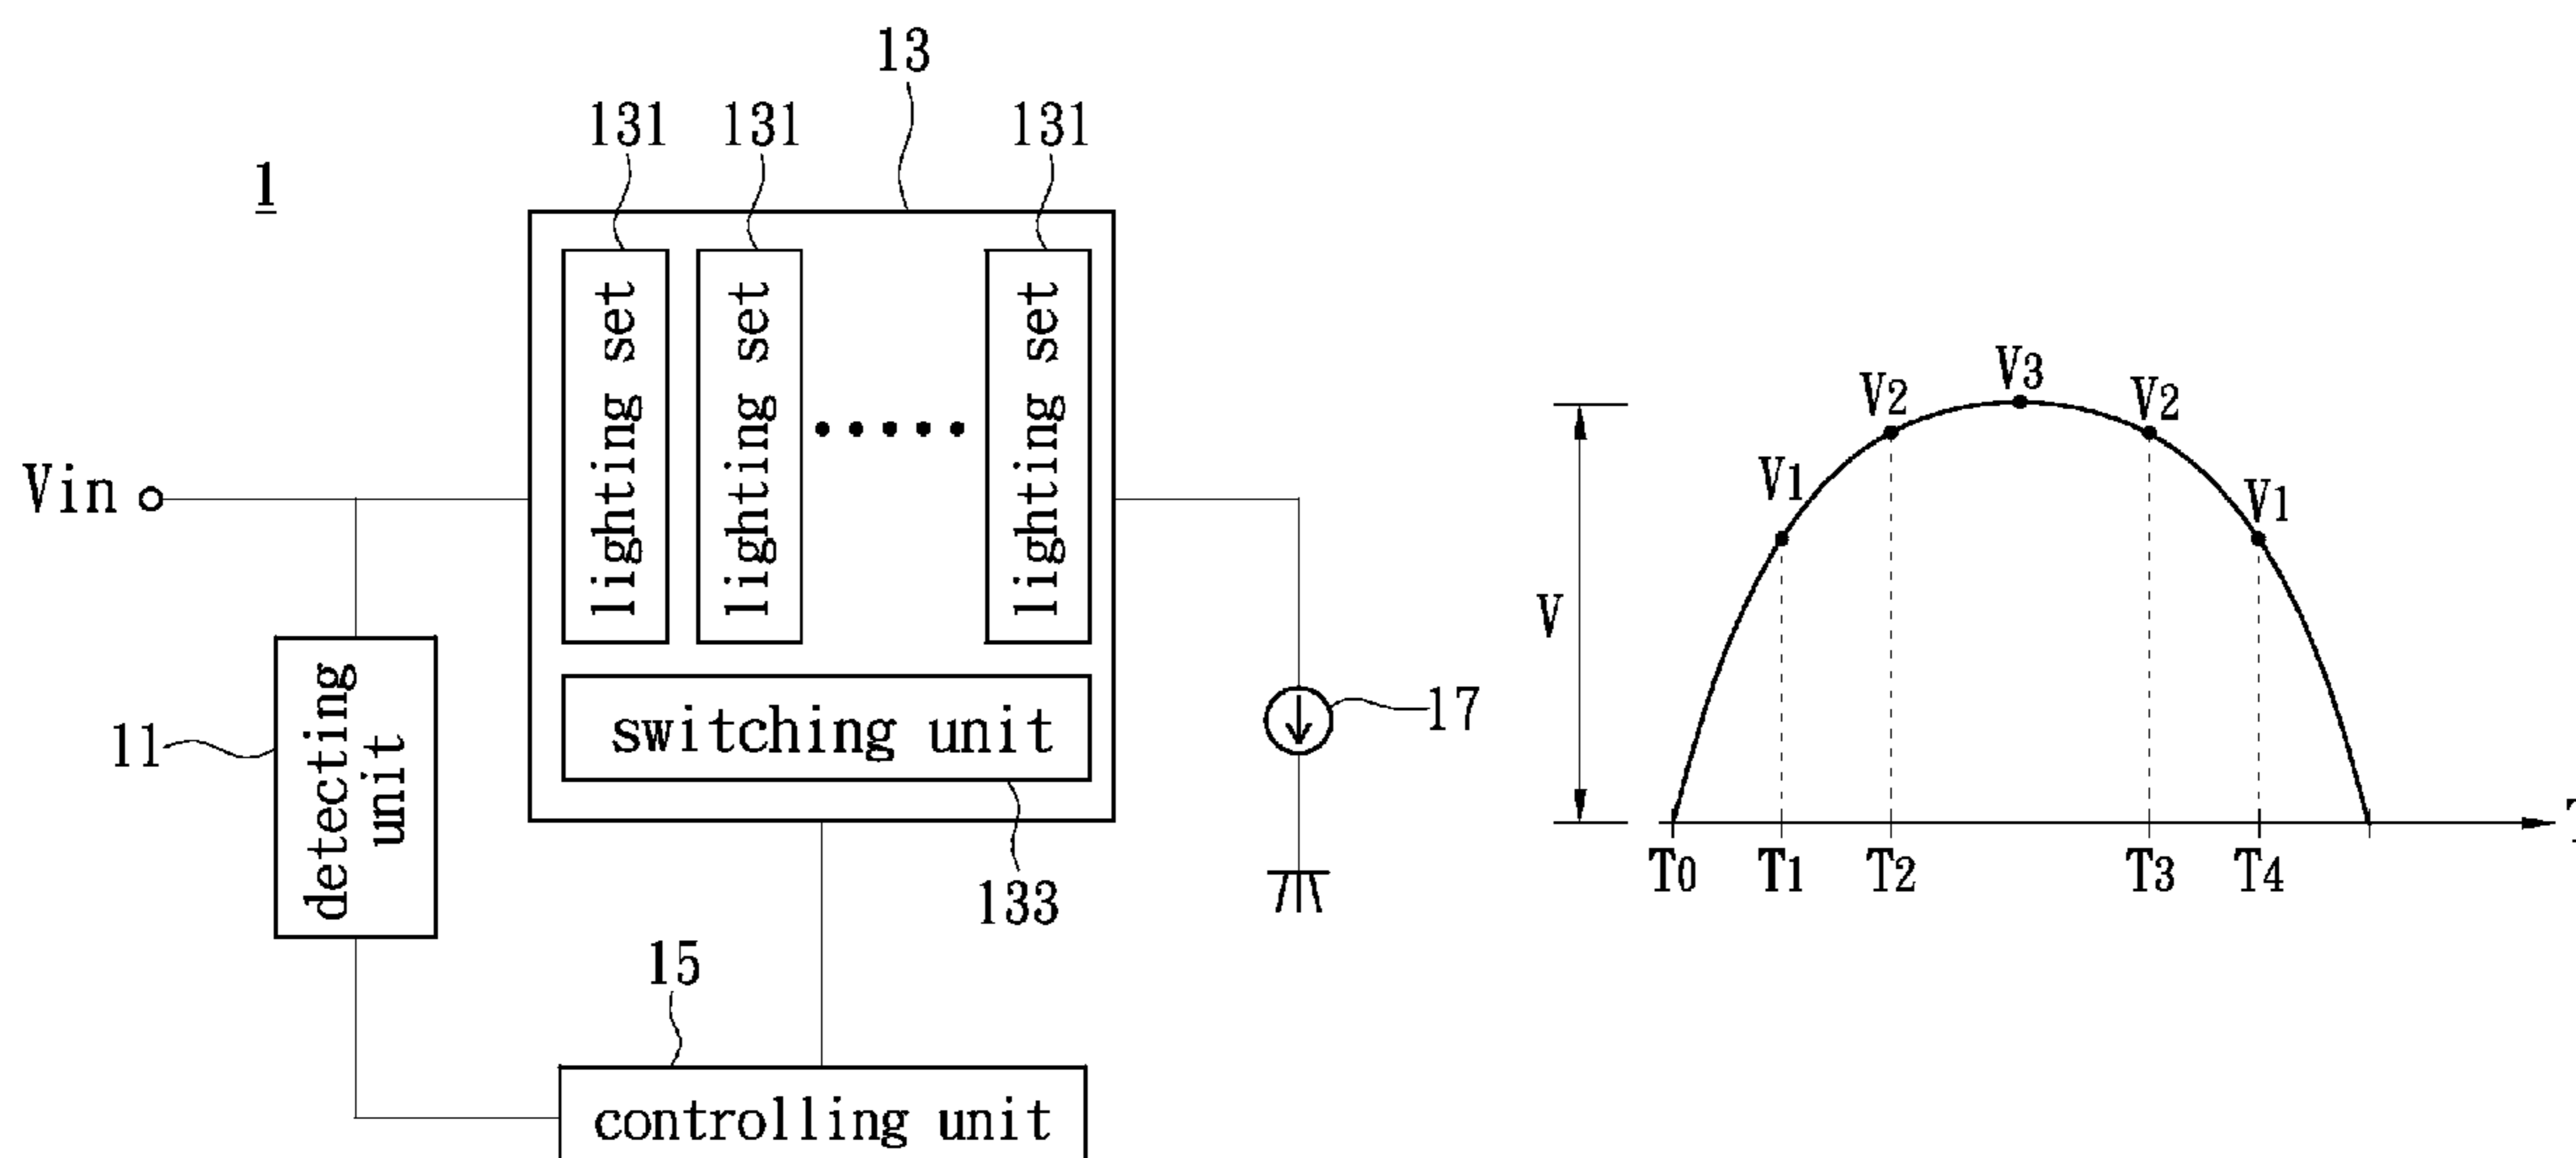 13
131 131 131
1
lighting set
lighting set
lighting set
Vin
detecting
unit
11
switching unit
133
17
15
controlling unit
V3
V2 V2
V1 V1
V
T0 T1 T2 T3 T4